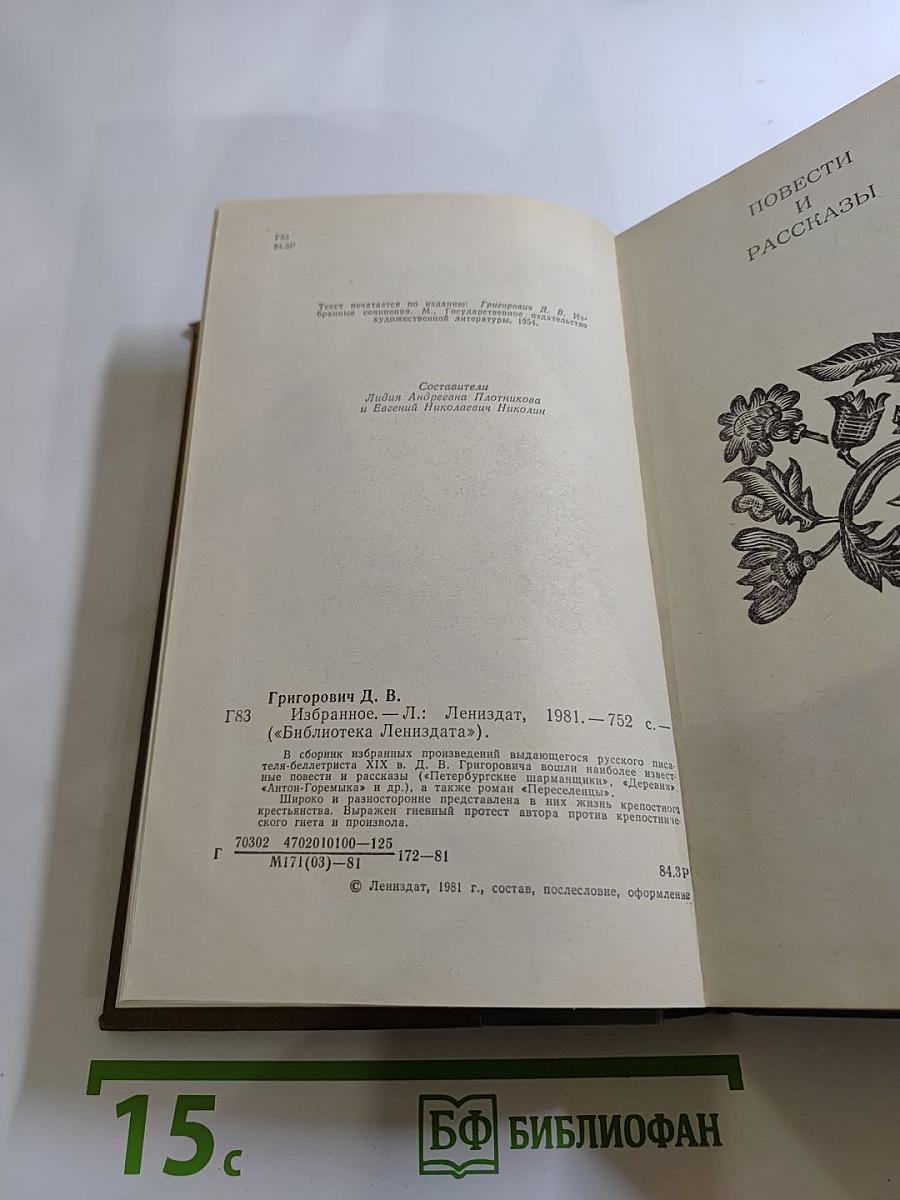 Г83
84.3Р
Текст печатается по изданию: Григорович Д. В. Из-
бранные сочинения. М., Государственное издательство
художественной литературы, 1954.
Составители
Лидия Андреевна Плотникова
и Евгений Николаевич Николин
Григорович Д. В.
Г83 Избранное. — Л.: Лениздат, 1981. — 752 с. —
(«Библиотека Лениздата»).
В сборник избранных произведений выдающегося русского писа-
теля-беллетриста XIX в. Д. В. Григоровича вошли наиболее извест-
ные повести и рассказы («Петербургские шарманщики», «Деревня»,
«Антон-Горемыка» и др.), а также роман «Переселенцы».
Широко и разносторонне представлена в них жизнь крепостного
крестьянства. Выражен гневный протест автора против крепостниче-
ского гнета и произвола.
70302 4702010100—125
Г 172—81
М171(03)—81
84.3Р
© Лениздат, 1981 г., состав, послесловие, оформление
ПОВЕСТИ
И
РАССКАЗЫ
15 с
БФ БИБЛИОФАН